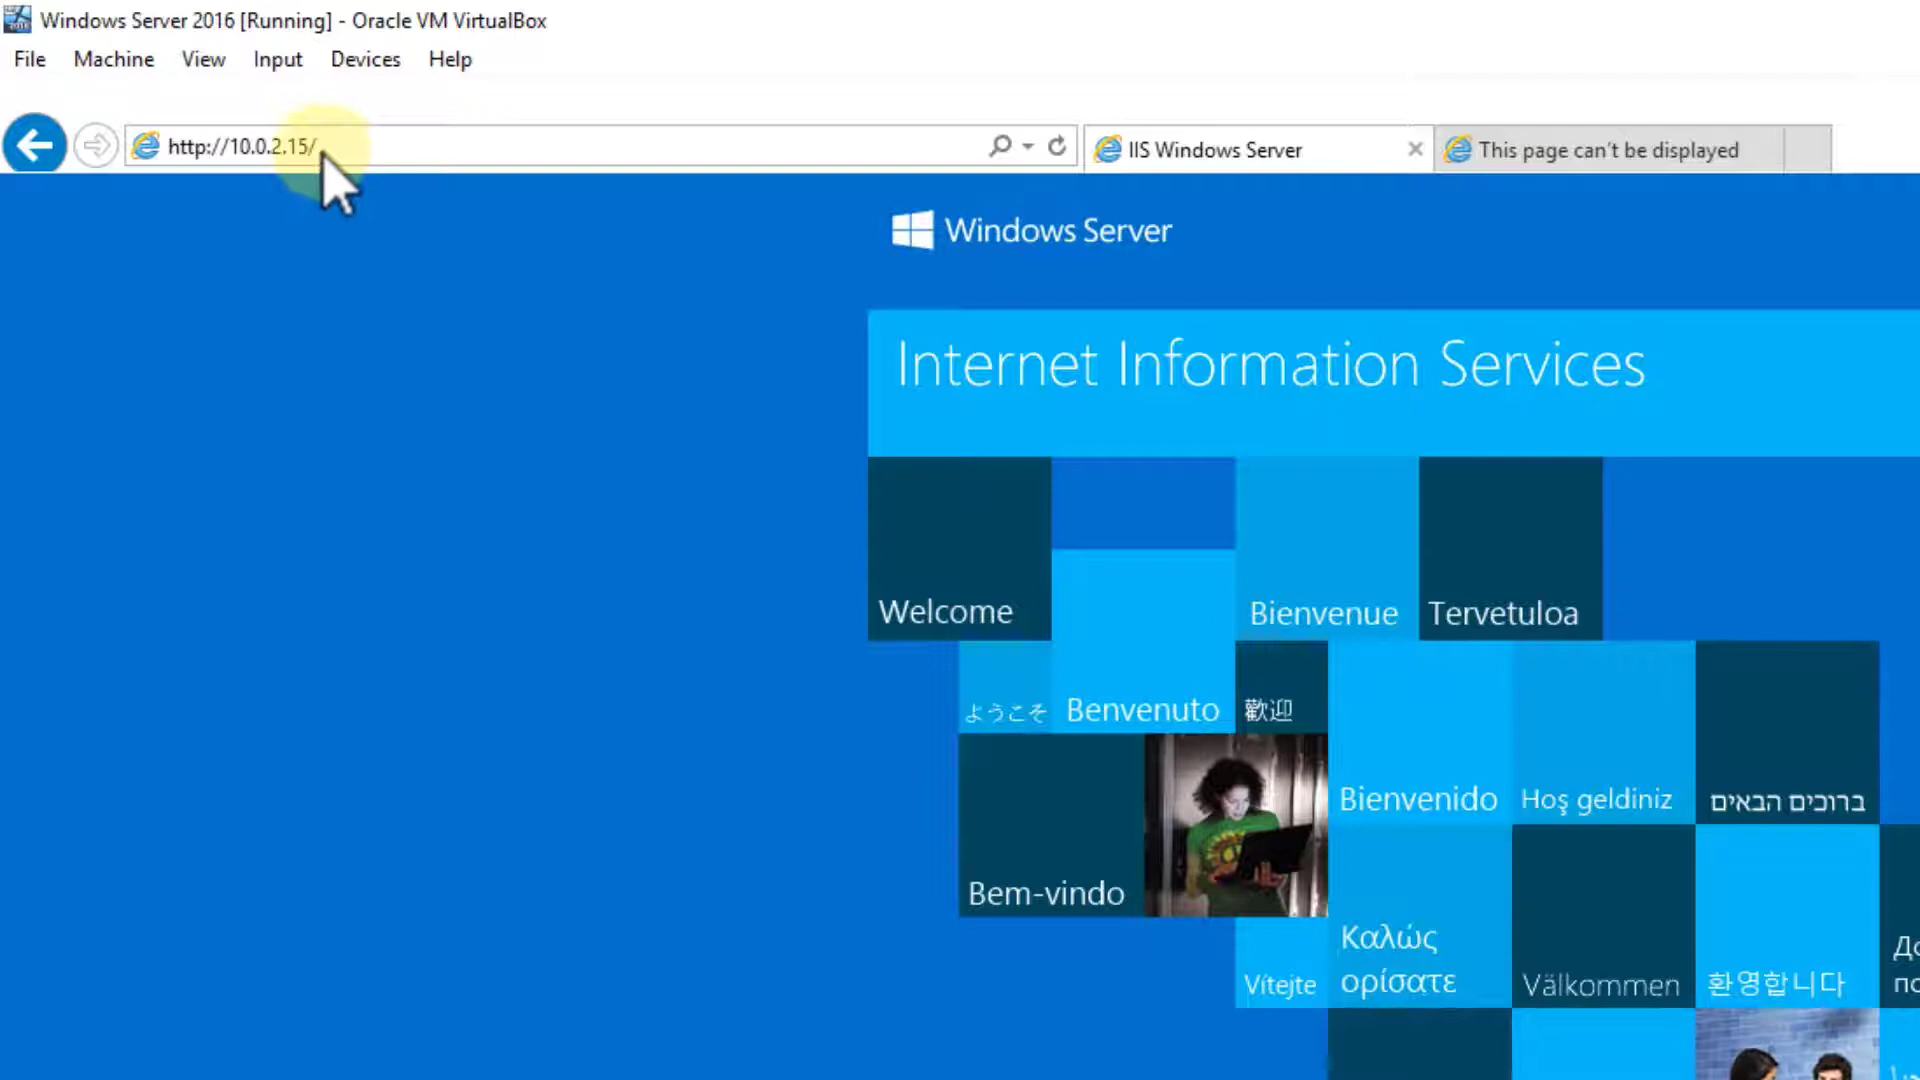 Windows Server 2016 [Running] - Oracle VM VirtualBox
File Machine View Input Devices Help
http://10.0.2.15/
IIS Windows Server
This page can't be displayed
Windows Server
Internet Information Services
Welcome
Bienvenue
Tervetuloa
ようこそ
Benvenuto
歡迎
Bienvenido
Hoş geldiniz
ברוכים הבאים
Bem-vindo
Vítejte
Καλώς
ορίσατε
Välkommen
환영합니다